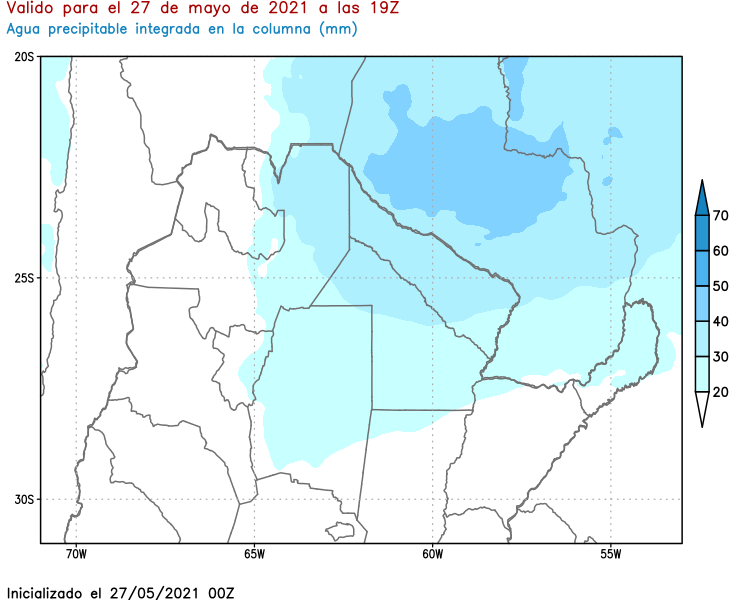 Valido para el 27 de mayo de 2021 a las 19Z
Agua precipitable integrada en la columna (mm)
20S
25S
30S
70W
65W
60W
55W
70
60
50
40
30
20
Inicializado el 27/05/2021 00Z